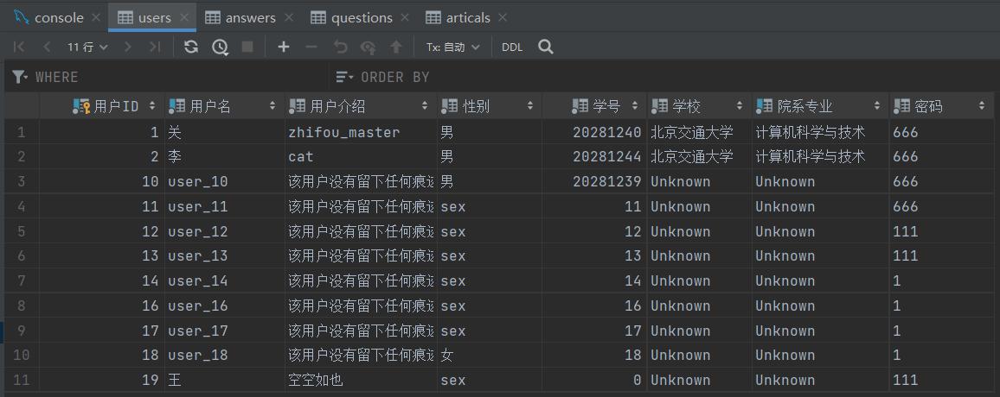 console users answers questions articals
11 行 Tx: 自动 DDL
WHERE ORDER BY
用户ID 用户名 用户介绍 性别 学号 学校 院系专业 密码
1 1 关 zhifou_master 男 20281240 北京交通大学 计算机科学与技术 666
2 2 李 cat 男 20281244 北京交通大学 计算机科学与技术 666
3 10 user_10 该用户没有留下任何痕 男 20281239 Unknown Unknown 666
4 11 user_11 该用户没有留下任何痕 sex 11 Unknown Unknown 666
5 12 user_12 该用户没有留下任何痕 sex 12 Unknown Unknown 111
6 13 user_13 该用户没有留下任何痕 sex 13 Unknown Unknown 111
7 14 user_14 该用户没有留下任何痕 sex 14 Unknown Unknown 1
8 16 user_16 该用户没有留下任何痕 sex 16 Unknown Unknown 1
9 17 user_17 该用户没有留下任何痕 sex 17 Unknown Unknown 1
10 18 user_18 该用户没有留下任何痕 女 18 Unknown Unknown 1
11 19 王 空空如也 sex 0 Unknown Unknown 111